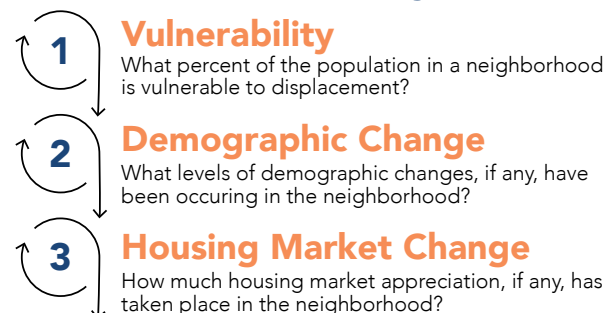 1
Vulnerability
What percent of the population in a neighborhood
is vulnerable to displacement?
2
Demographic Change
What levels of demographic changes, if any, have
been occuring in the neighborhood?
3
Housing Market Change
How much housing market appreciation, if any, has
taken place in the neighborhood?